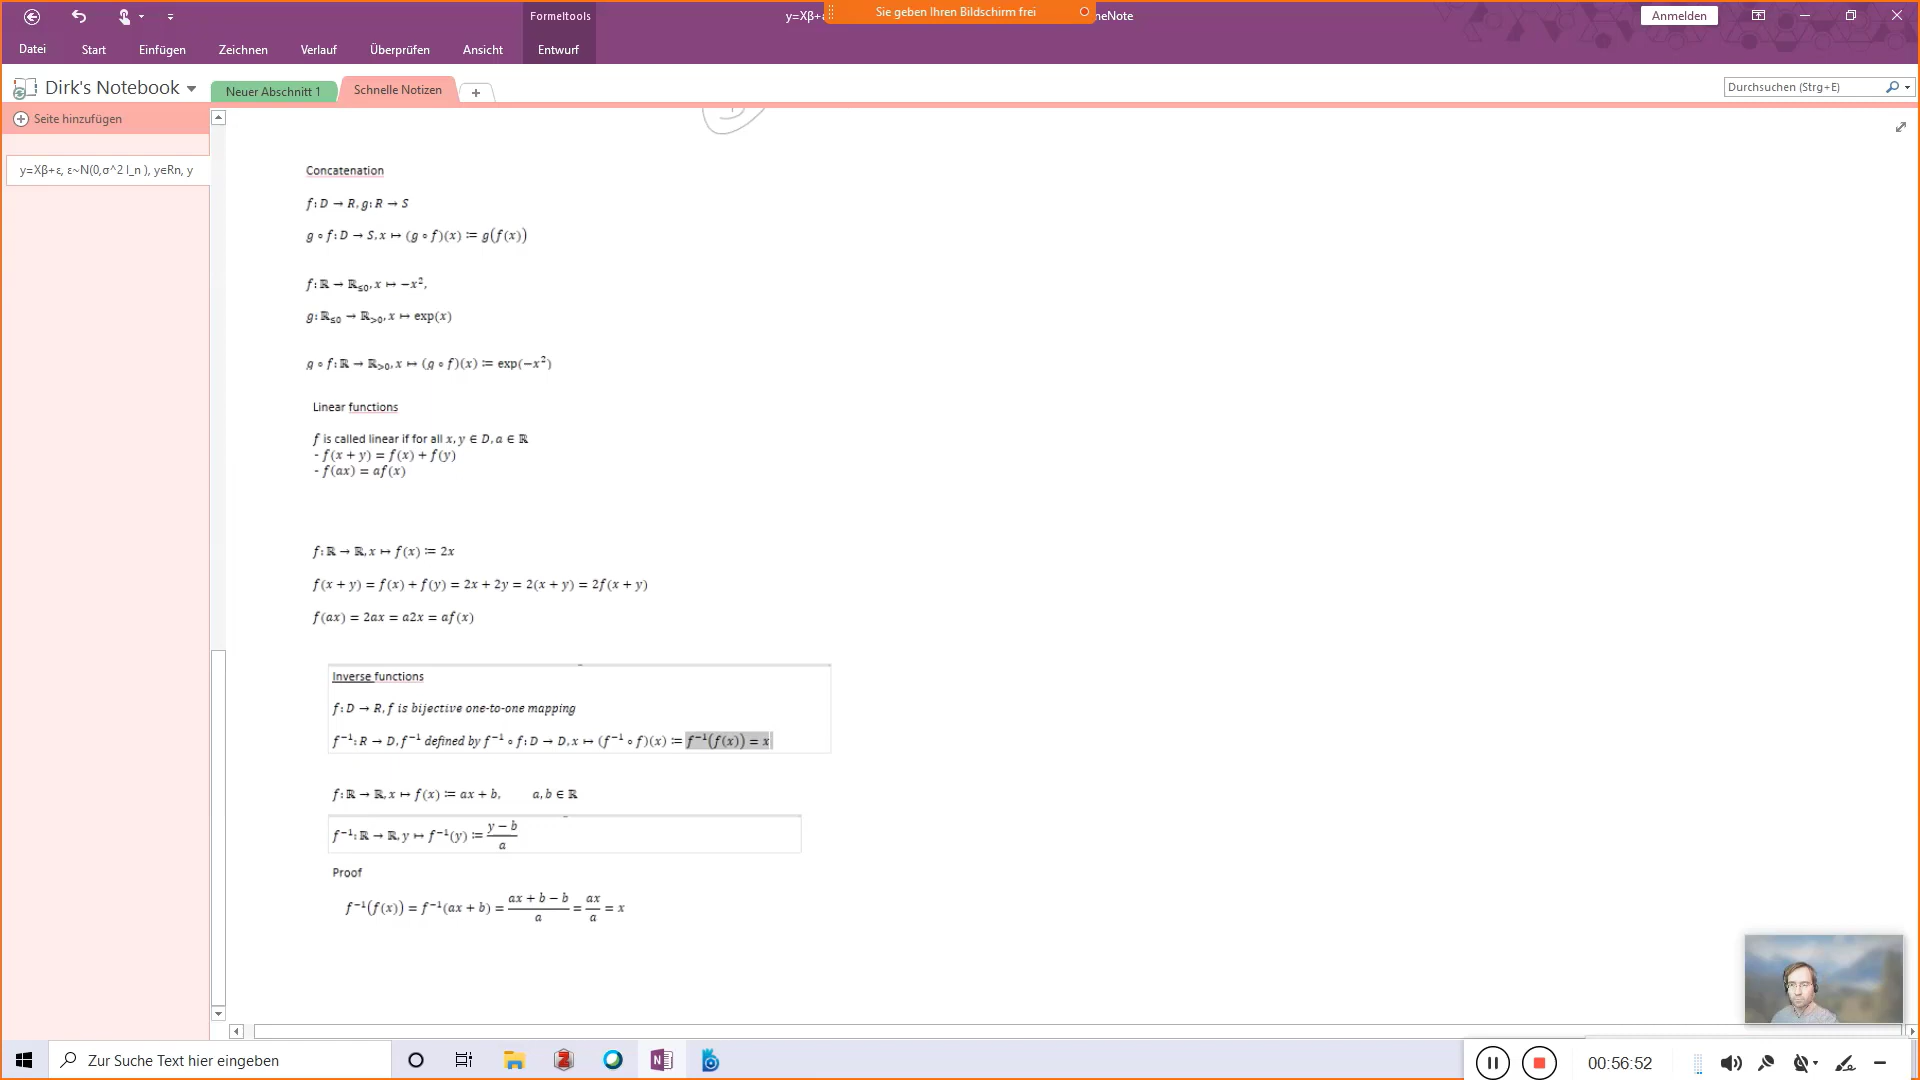 Formeltools
y=Xβ+ε
Sie geben Ihren Bildschirm frei
neNote
Anmelden
Datei
Start
Einfügen
Zeichnen
Verlauf
Überprüfen
Ansicht
Entwurf
Dirk's Notebook
Neuer Abschnitt 1
Schnelle Notizen
+
Durchsuchen (Strg+E)
Seite hinzufügen
y=Xβ+ε, ε~N(0,σ^2 I_n ), y∈Rn, y
Concatenation
f: D → R, g: R → S
g ∘ f: D → S, x ↦ (g ∘ f)(x) ≔ g(f(x))
f: ℝ → ℝ≤0, x ↦ −x²,
g: ℝ≤0 → ℝ>0, x ↦ exp(x)
g ∘ f: ℝ → ℝ>0, x ↦ (g ∘ f)(x) ≔ exp(−x²)
Linear functions
f is called linear if for all x, y ∈ D, a ∈ ℝ
- f(x + y) = f(x) + f(y)
- f(ax) = af(x)
f: ℝ → ℝ, x ↦ f(x) ≔ 2x
f(x + y) = f(x) + f(y) = 2x + 2y = 2(x + y) = 2f(x + y)
f(ax) = 2ax = a2x = af(x)
Inverse functions
f: D → R, f is bijective one-to-one mapping
f⁻¹: R → D, f⁻¹ defined by f⁻¹ ∘ f: D → D, x ↦ (f⁻¹ ∘ f)(x) ≔ f⁻¹(f(x)) = x
f: ℝ → ℝ, x ↦ f(x) ≔ ax + b, a, b ∈ ℝ
f⁻¹: ℝ → ℝ, y ↦ f⁻¹(y) ≔ (y − b)/a
Proof
f⁻¹(f(x)) = f⁻¹(ax + b) = (ax + b − b)/a = ax/a = x
Zur Suche Text hier eingeben
00:56:52